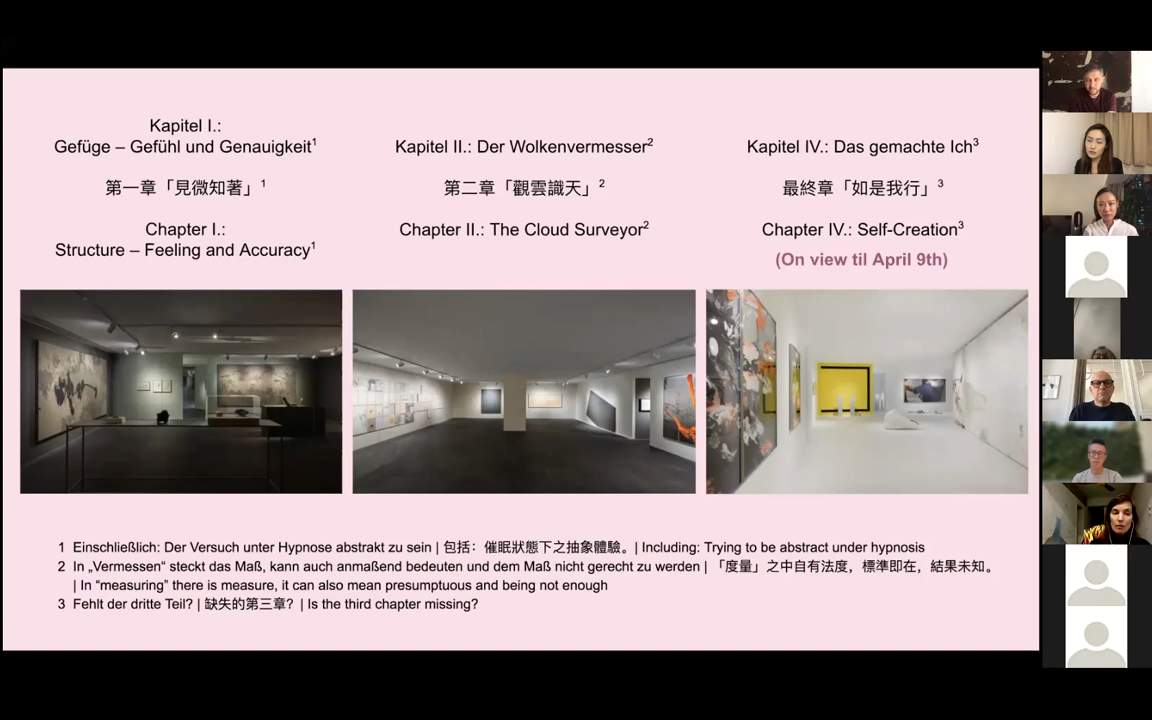 Kapitel I.:
Gefüge – Gefühl und Genauigkeit¹
第一章「見微知著」¹
Chapter I.:
Structure – Feeling and Accuracy¹
Kapitel II.: Der Wolkenvermesser²
第二章「觀雲識天」²
Chapter II.: The Cloud Surveyor²
Kapitel IV.: Das gemachte Ich³
最終章「如是我行」³
Chapter IV.: Self-Creation³
(On view til April 9th)
1 Einschließlich: Der Versuch unter Hypnose abstrakt zu sein | 包括：催眠狀態下之抽象體驗。| Including: Trying to be abstract under hypnosis
2 In „Vermessen“ steckt das Maß, kann auch anmaßend bedeuten und dem Maß nicht gerecht zu werden | 「度量」之中自有法度，標準即在，結果未知。
| In “measuring” there is measure, it can also mean presumptuous and being not enough
3 Fehlt der dritte Teil? | 缺失的第三章？ | Is the third chapter missing?